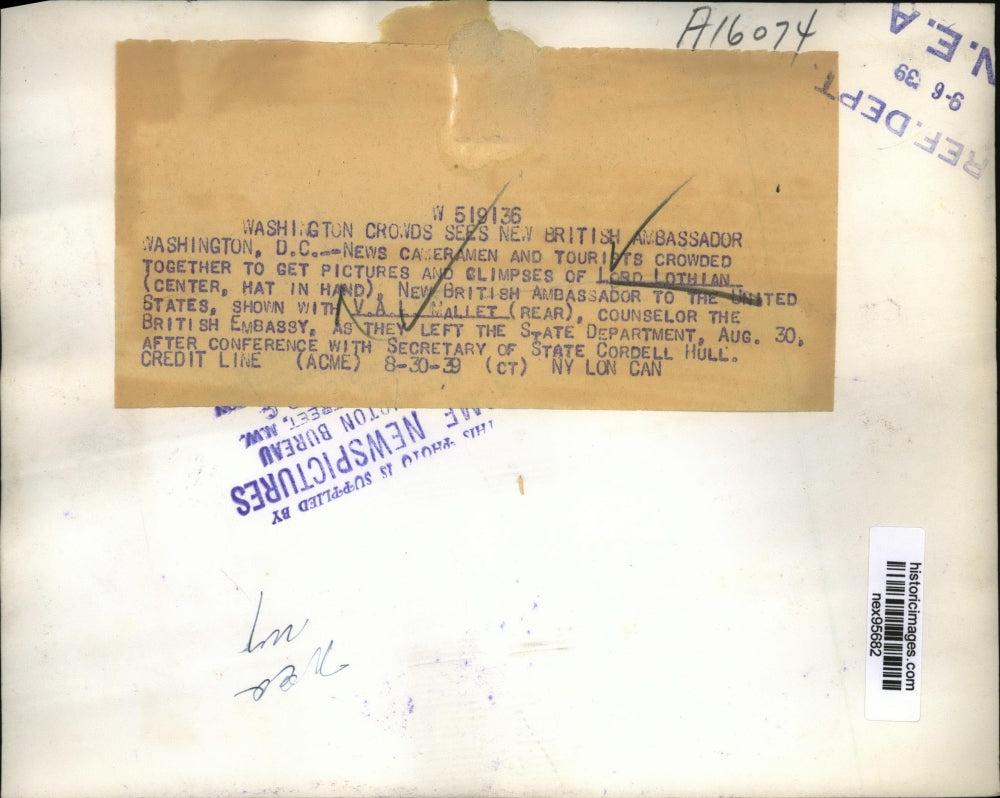 A16074
N.E.A.
9-6 39
REF. DEPT.
W 519136
WASHINGTON CROWDS SEES NEW BRITISH AMBASSADOR
WASHINGTON, D.C.--NEWS CAMERAMEN AND TOURISTS CROWDED
TOGETHER TO GET PICTURES AND GLIMPSES OF LORD LOTHIAN
(CENTER, HAT IN HAND), NEW BRITISH AMBASSADOR TO THE UNITED
STATES, SHOWN WITH V.A.L. MALLET (REAR), COUNSELOR THE
BRITISH EMBASSY, AS THEY LEFT THE STATE DEPARTMENT, AUG. 30,
AFTER CONFERENCE WITH SECRETARY OF STATE CORDELL HULL.
CREDIT LINE (ACME) 8-30-39 (CT) NY LON CAN
THIS PHOTO IS SUPPLIED BY
NEWSPICTURES
BUREAU
STREET, N.W.
historicimages.com
nex95682